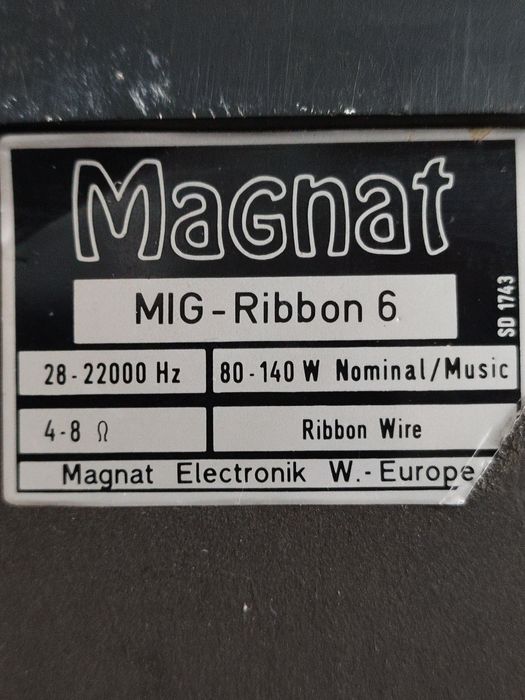 Magnat
MIG-Ribbon 6
SD 1743
28-22000 Hz
80-140 W Nominal/Music
4-8 Ω
Ribbon Wire
Magnat Electronik W.-Europe